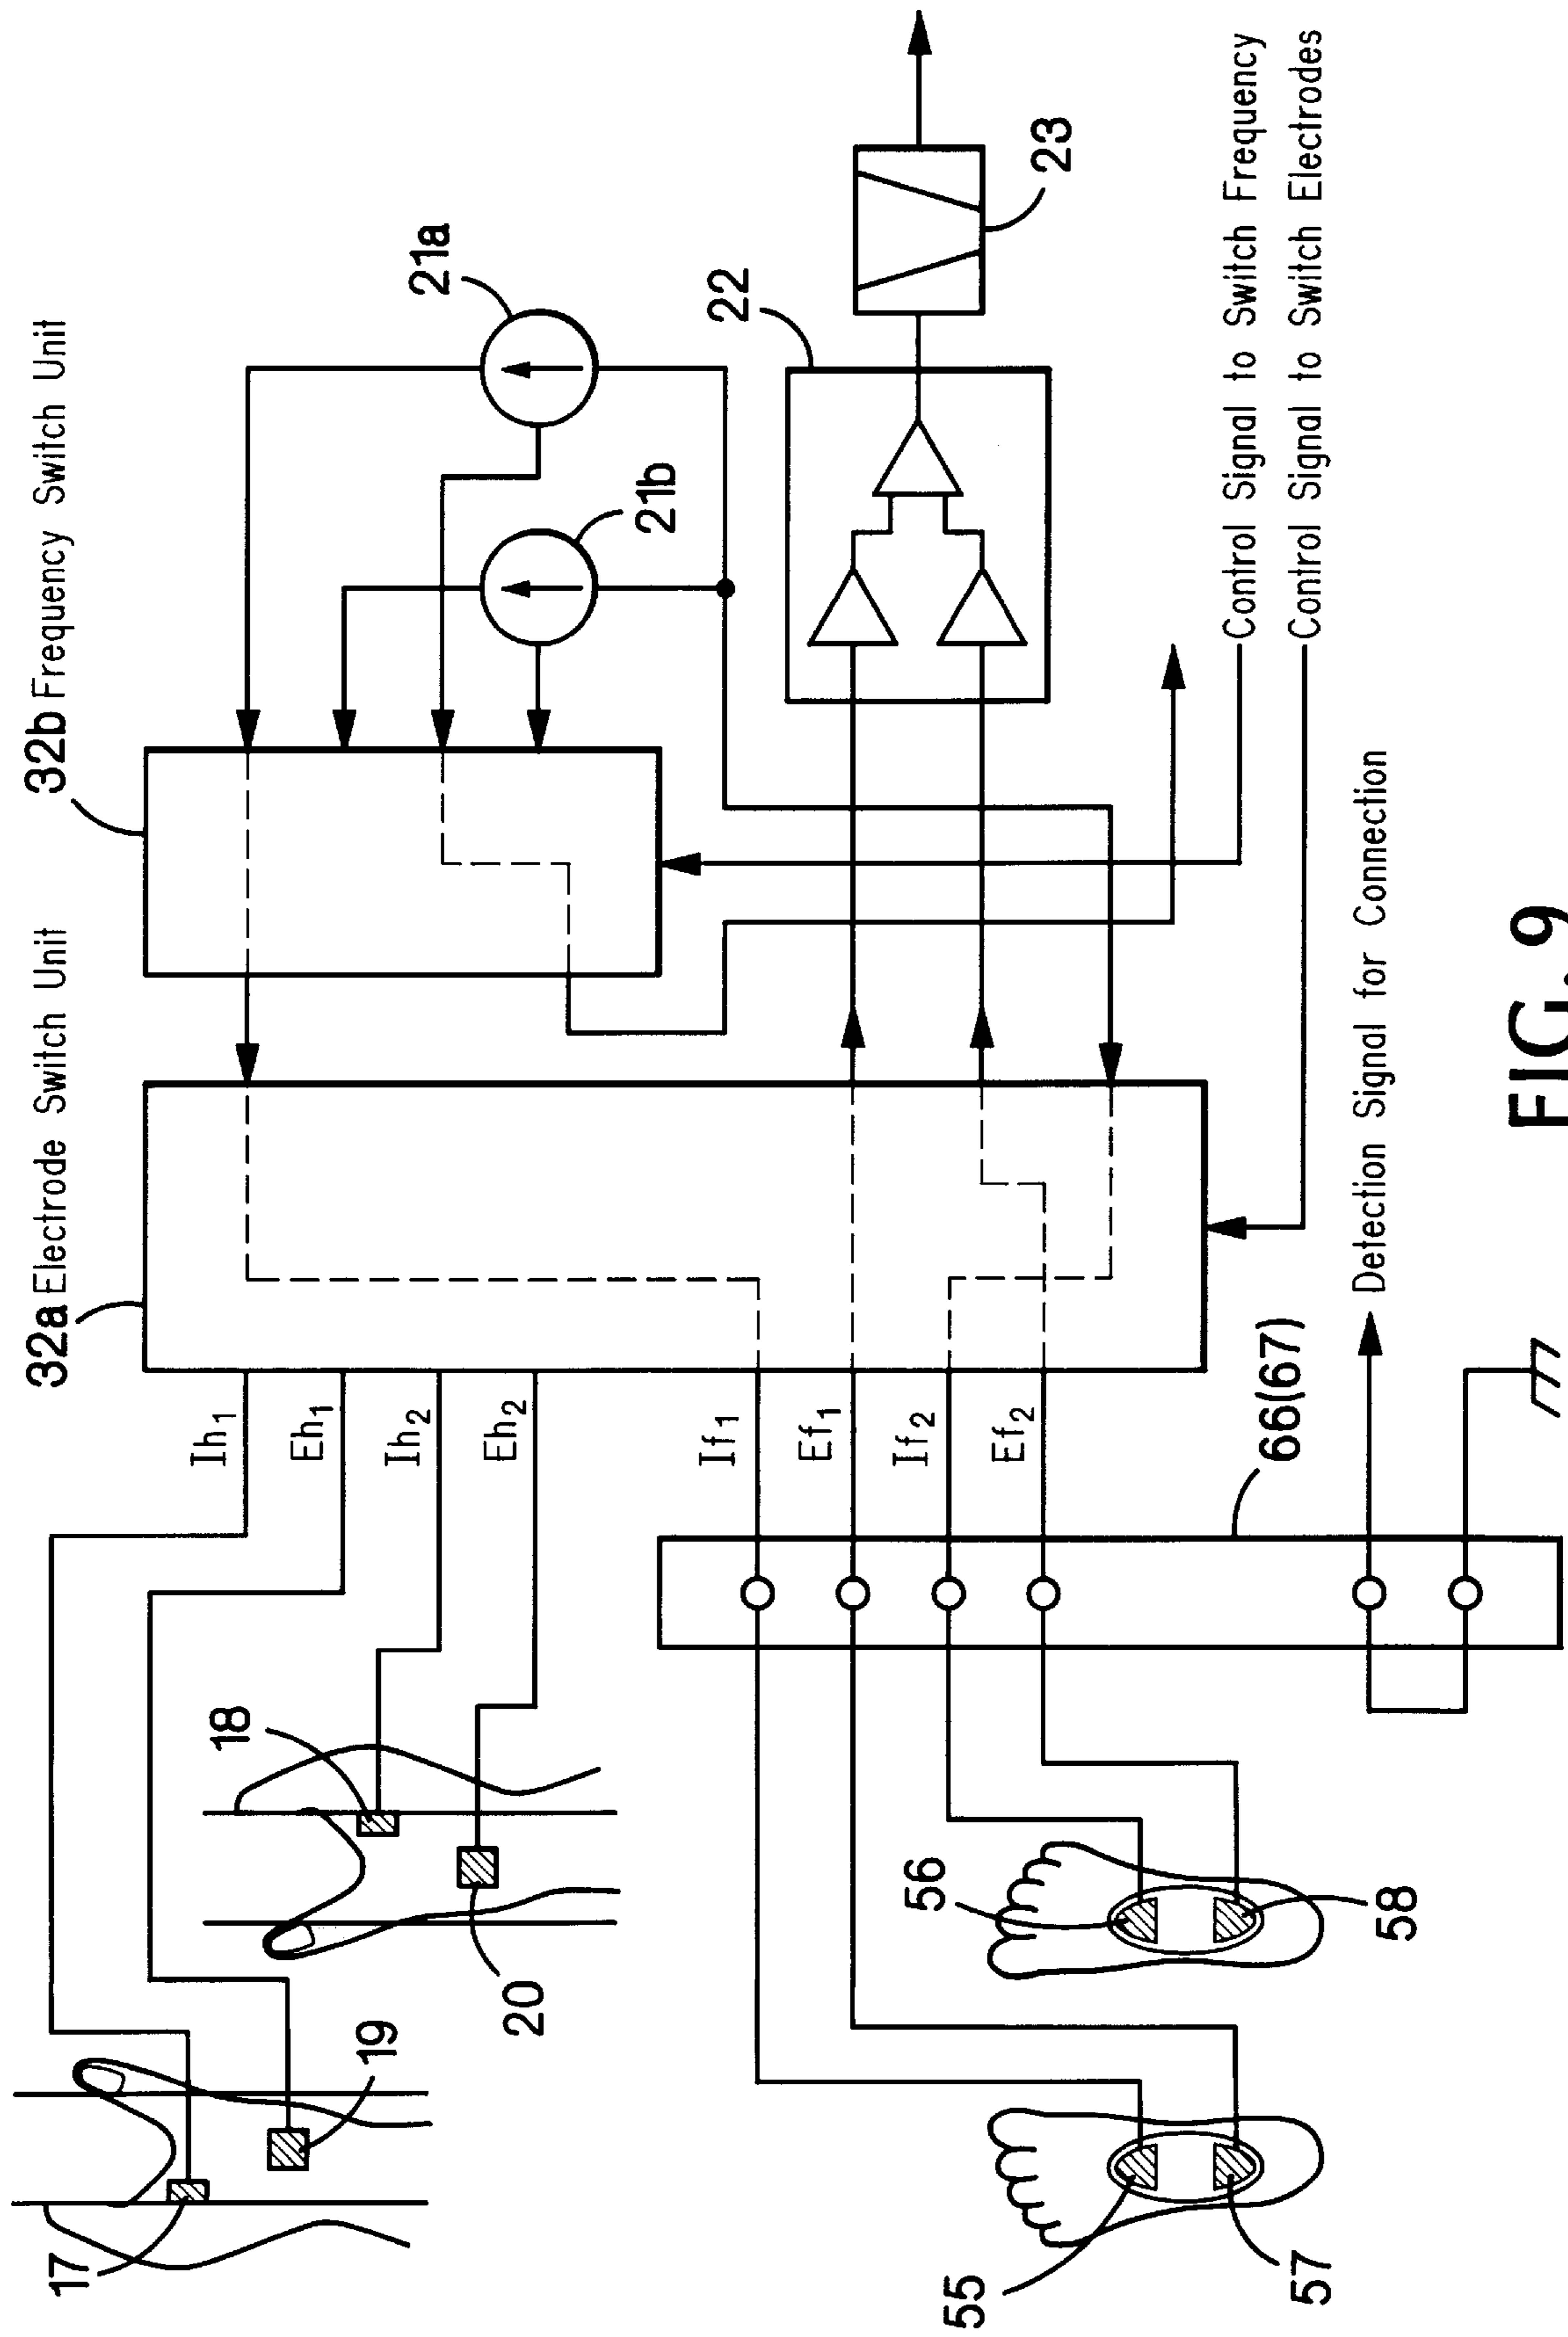 32a Electrode Switch Unit
32b Frequency Switch Unit
21a
21b
22
23
Ih1
Eh1
Ih2
Eh2
If1
Ef1
If2
Ef2
17
19
18
20
55
57
56
58
66(67)
Control Signal to Switch Frequency
Control Signal to Switch Electrodes
Detection Signal for Connection
FIG. 9